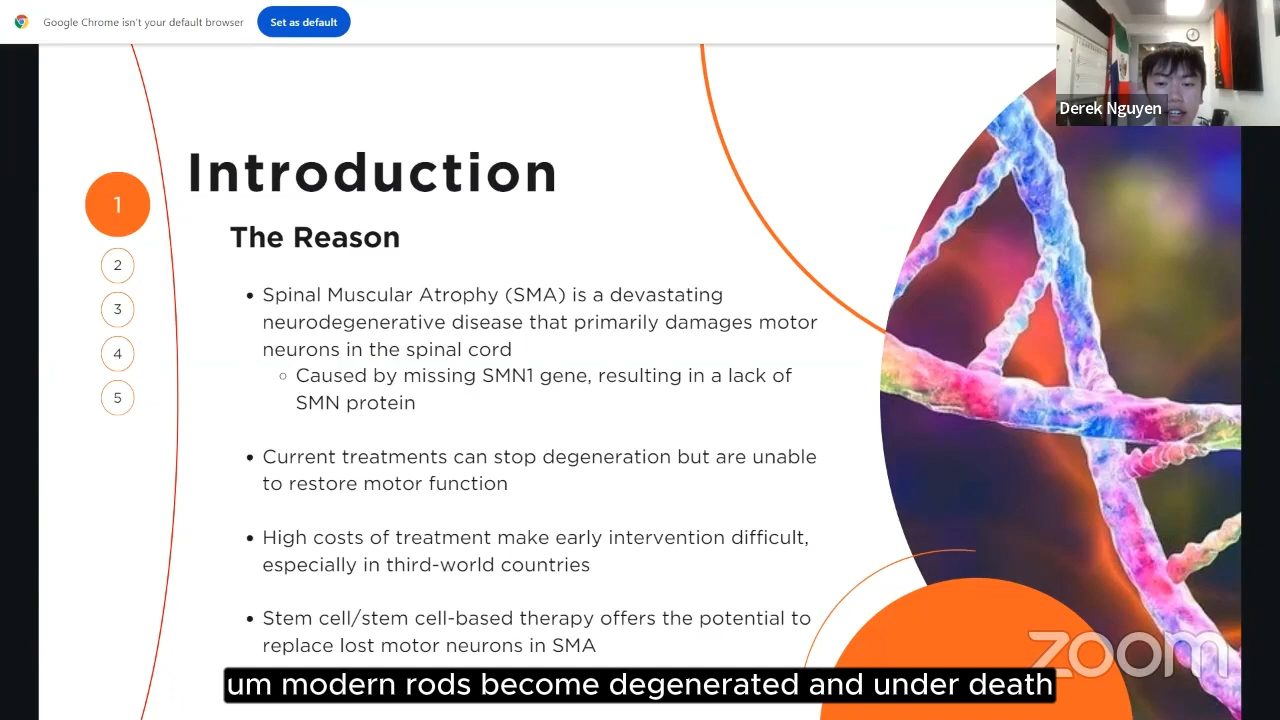 Google Chrome isn't your default browser
Set as default
Derek Nguyen
Introduction
The Reason
1
2
3
4
5
• Spinal Muscular Atrophy (SMA) is a devastating
neurodegenerative disease that primarily damages motor
neurons in the spinal cord
◦ Caused by missing SMN1 gene, resulting in a lack of
SMN protein
• Current treatments can stop degeneration but are unable
to restore motor function
• High costs of treatment make early intervention difficult,
especially in third-world countries
• Stem cell/stem cell-based therapy offers the potential to
replace lost motor neurons in SMA
zoom
um modern rods become degenerated and under death